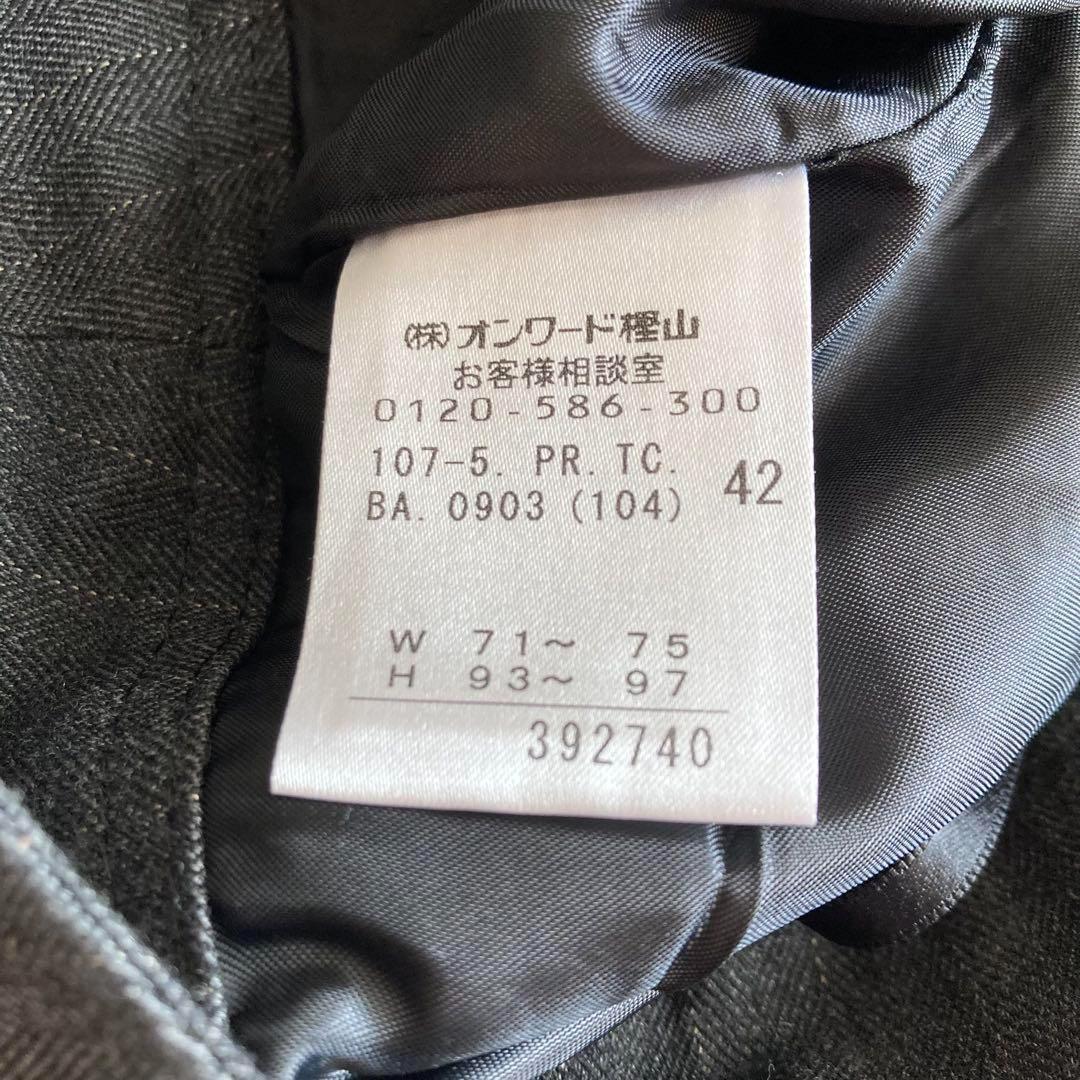 (株)オンワード樫山
お客様相談室
0120-586-300
107-5. PR. TC.
BA. 0903 (104) 42
W 71〜 75
H 93〜 97
392740